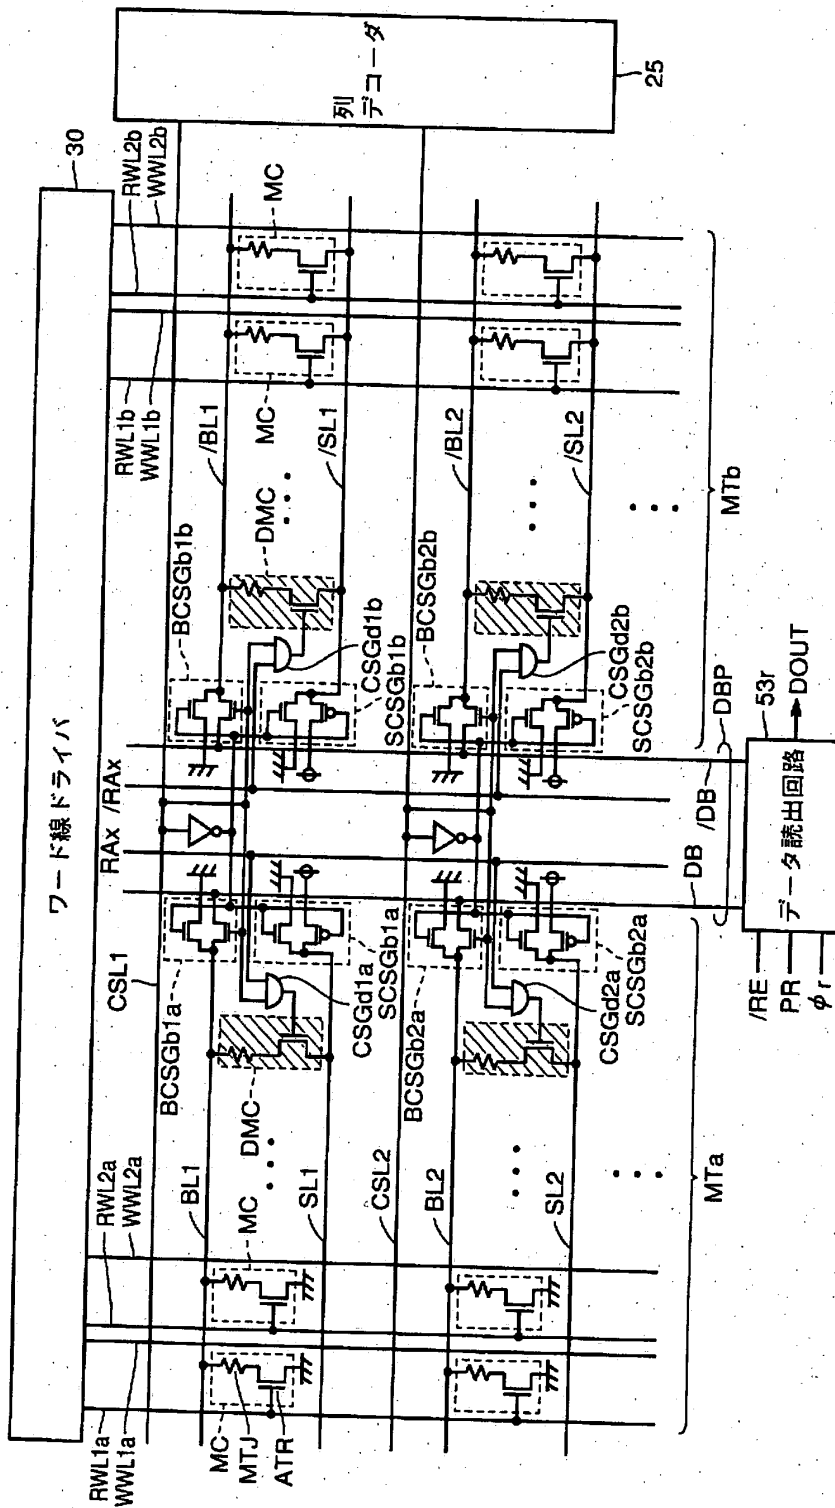 ワード線ドライバ
30
列
デコーダ
25
RWL1a
WWL1a
RWL2a
WWL2a
CSL1
RAx
/RAx
RWL1b
WWL1b
RWL2b
WWL2b
BL1
BCSGb1a
BCSGb1b
/BL1
MC
MTJ
ATR
MC
DMC
DMC
MC
MC
SL1
CSGd1a
SCSGb1a
CSGd1b
SCSGb1b
/SL1
CSL2
BL2
BCSGb2a
BCSGb2b
/BL2
SL2
CSGd2a
SCSGb2a
CSGd2b
SCSGb2b
/SL2
MTa
MTb
DB
/DB
DBP
/RE
PR
φr
データ読出回路
53r
DOUT